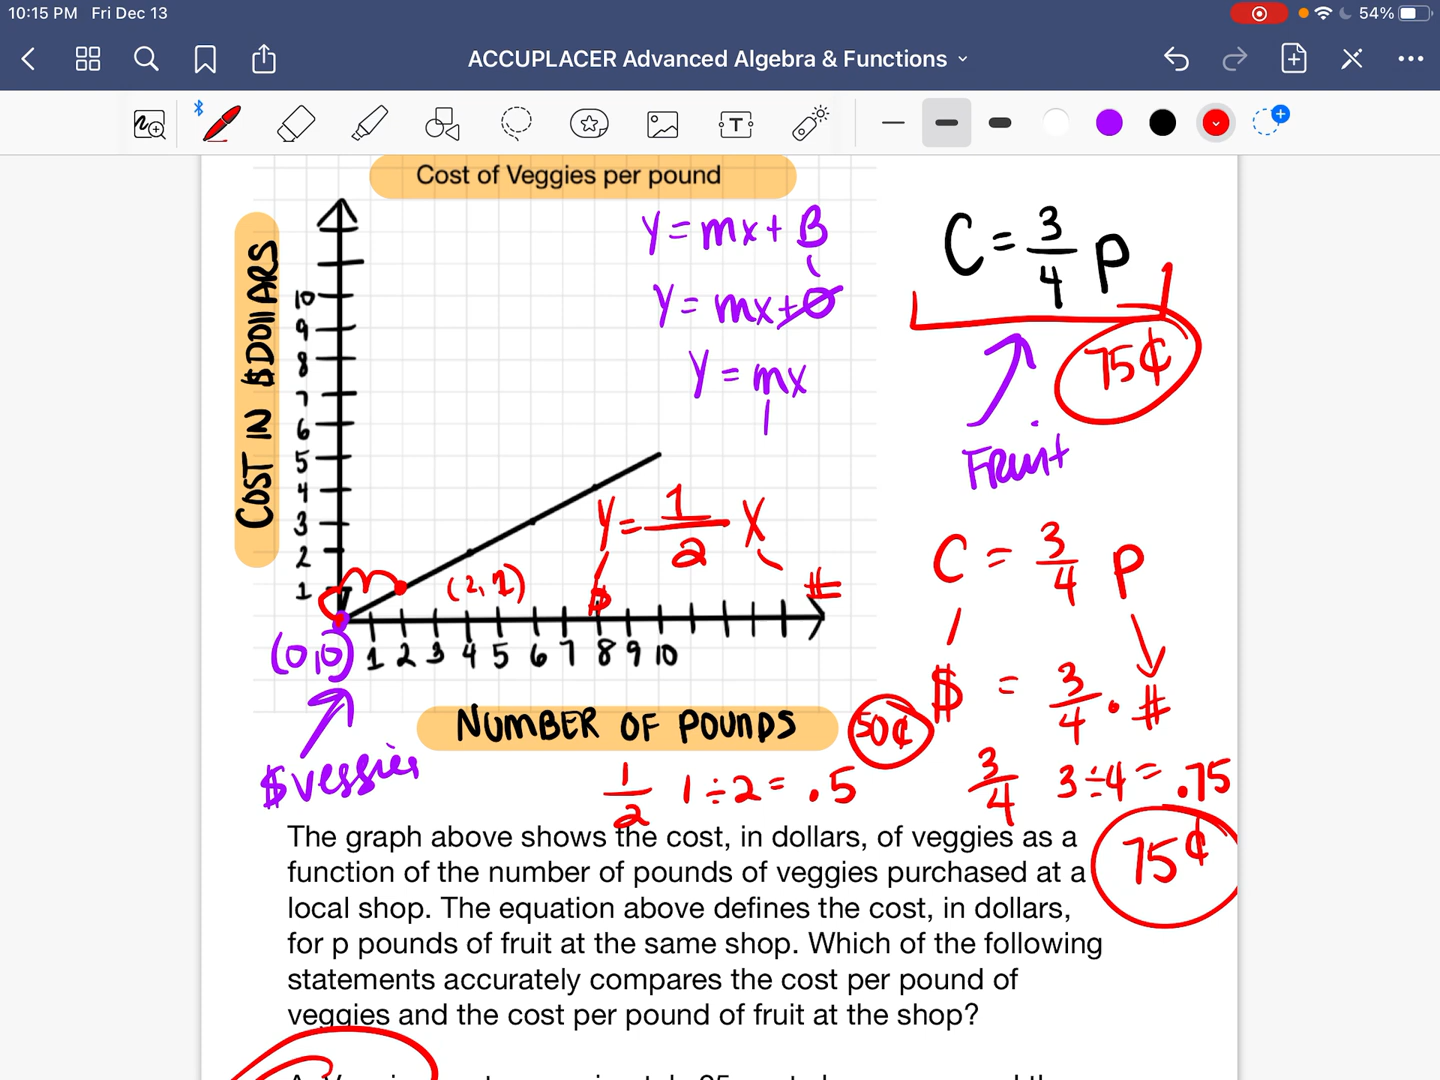 10:15 PM Fri Dec 13
54%
ACCUPLACER Advanced Algebra & Functions
Cost of Veggies per pound
COST IN $DOllARS
10
9
8
7
6
5
4
3
2
1
y = mx + B
y = mx + 0
y = mx
y = 1/2 x
$
#
(2, 1)
(0,0)
1 2 3 4 5 6 7 8 9 10
NUMBER OF POUNDS
$veggies
1/2 1 ÷ 2 = .5
50¢
C = 3/4 P
75¢
Fruit
C = 3/4 P
$ = 3/4 · #
3/4 3÷4 = .75
75¢
The graph above shows the cost, in dollars, of veggies as a
function of the number of pounds of veggies purchased at a
local shop. The equation above defines the cost, in dollars,
for p pounds of fruit at the same shop. Which of the following
statements accurately compares the cost per pound of
veggies and the cost per pound of fruit at the shop?